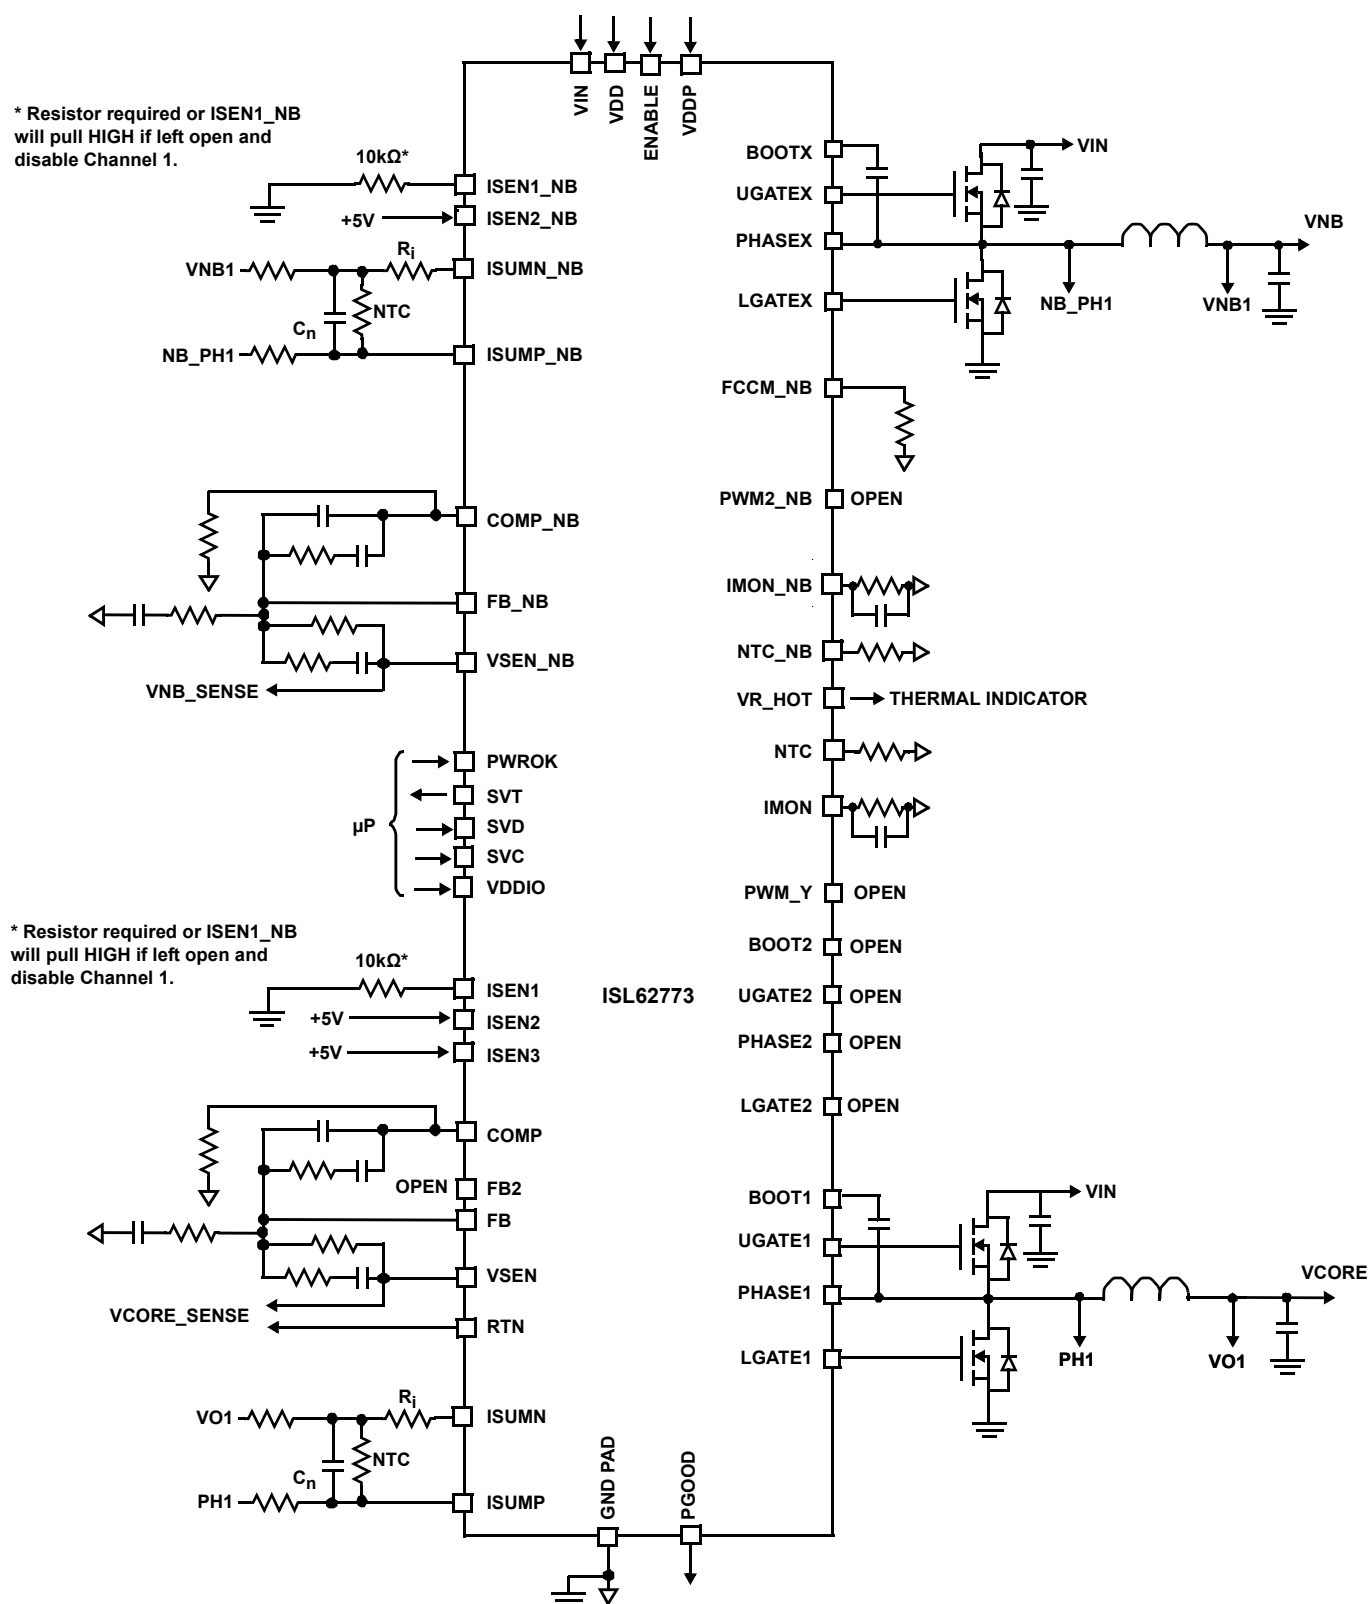 VIN
VDD
ENABLE
VDDP
* Resistor required or ISEN1_NB
will pull HIGH if left open and
disable Channel 1.
10kΩ*
ISEN1_NB
+5V
ISEN2_NB
VNB1
Ri
ISUMN_NB
Cn
NTC
NB_PH1
ISUMP_NB
COMP_NB
FB_NB
VSEN_NB
VNB_SENSE
µP
PWROK
SVT
SVD
SVC
VDDIO
* Resistor required or ISEN1_NB
will pull HIGH if left open and
disable Channel 1.
10kΩ*
ISEN1
+5V
ISEN2
+5V
ISEN3
COMP
OPEN
FB2
FB
VSEN
VCORE_SENSE
RTN
VO1
Ri
ISUMN
Cn
NTC
PH1
ISUMP
ISL62773
BOOTX
VIN
UGATEX
PHASEX
VNB
LGATEX
NB_PH1
VNB1
FCCM_NB
PWM2_NB
OPEN
IMON_NB
NTC_NB
VR_HOT
THERMAL INDICATOR
NTC
IMON
PWM_Y
OPEN
BOOT2
OPEN
UGATE2
OPEN
PHASE2
OPEN
LGATE2
OPEN
BOOT1
VIN
UGATE1
PHASE1
VCORE
LGATE1
PH1
VO1
GND PAD
PGOOD